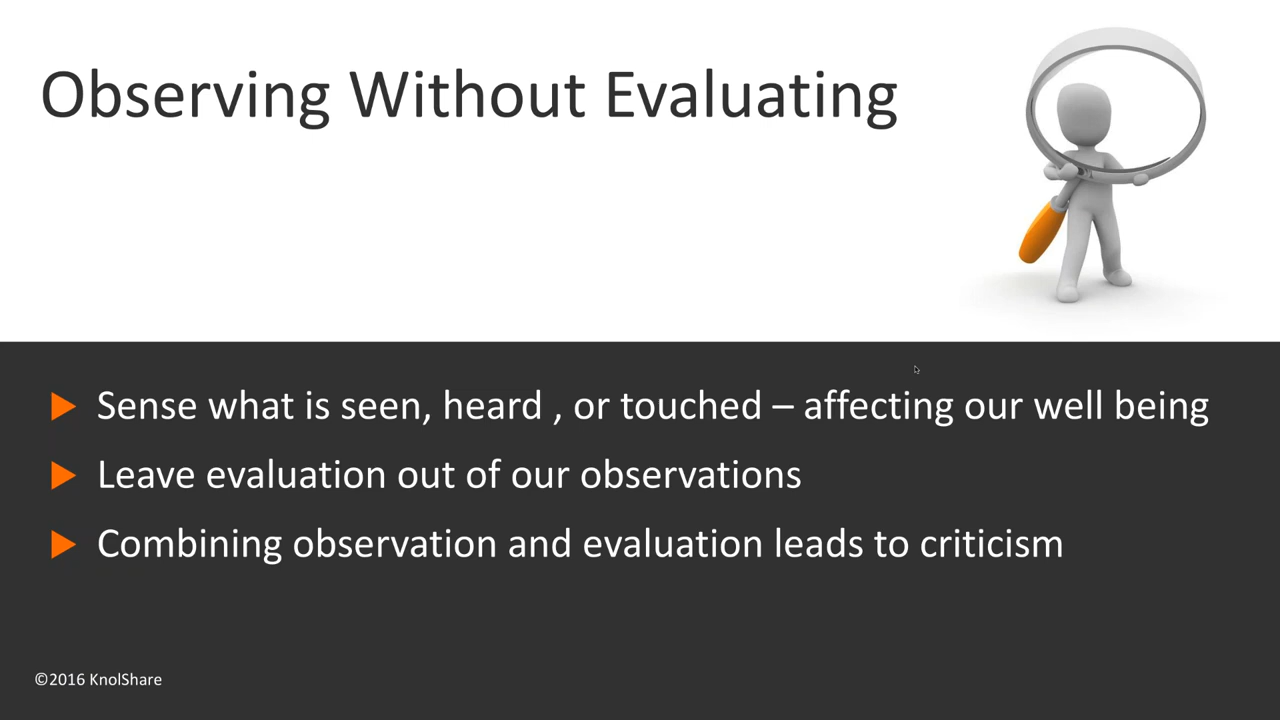 Observing Without Evaluating
Sense what is seen, heard , or touched – affecting our well being
Leave evaluation out of our observations
Combining observation and evaluation leads to criticism
©2016 KnolShare